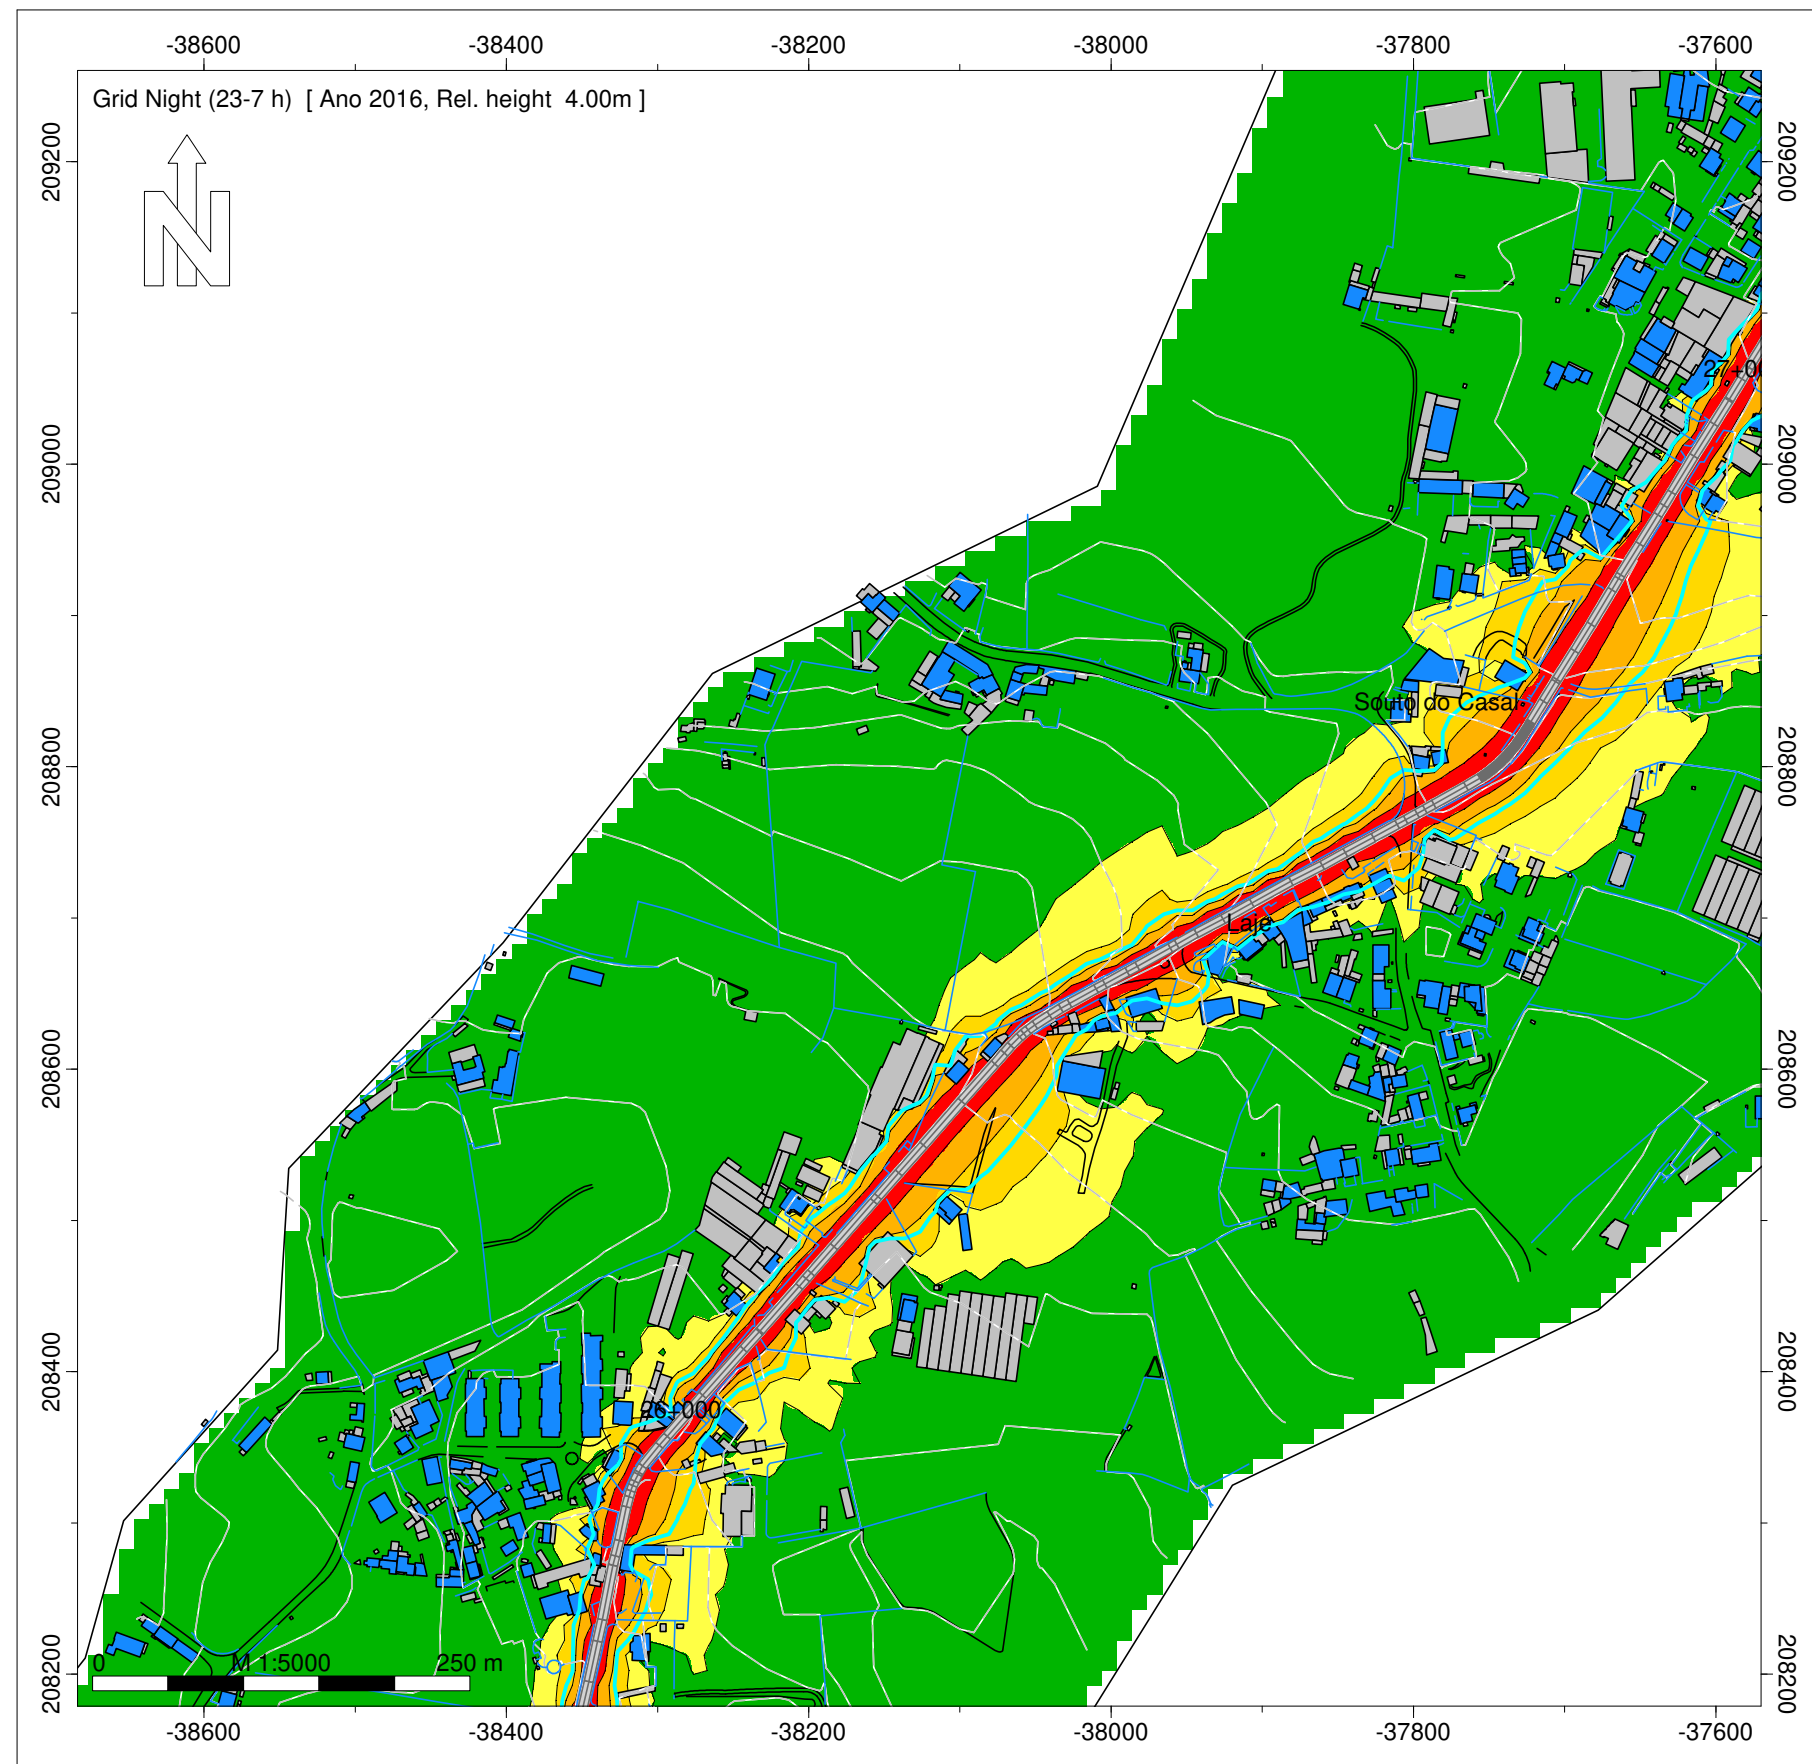 -38600 -38400 -38200 -38000 -37800 -37600
Grid Night (23-7 h) [ Ano 2016, Rel. height 4.00m ]
209200 209200
N
27+00
209000 209000
Souto do Casal
208800 208800
Laje
208600 208600
208400 208400
26+000
0 M 1:5000 250 m
208200 208200
-38600 -38400 -38200 -38000 -37800 -37600